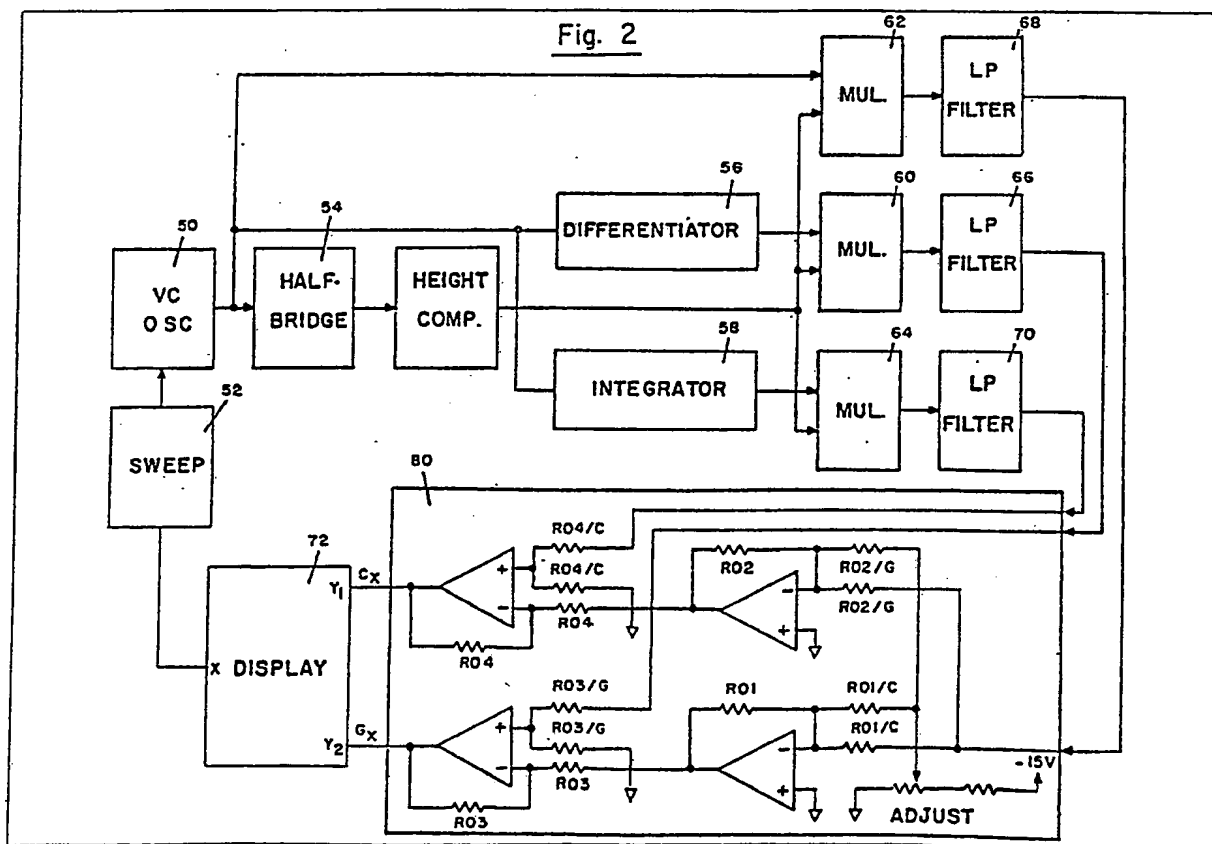 Fig. 2
62
68
MUL.
LP
FILTER
50
54
56
60
66
VC
OSC
HALF-
BRIDGE
HEIGHT
COMP.
DIFFERENTIATOR
MUL.
LP
FILTER
52
58
64
70
SWEEP
INTEGRATOR
MUL.
LP
FILTER
80
72
DISPLAY
X
Y1
Cx
Y2
Gx
R04/C
R04/C
+
-
R04
R04
R02
R02/G
R02/G
-
+
R03/G
R03/G
+
-
R03
R03
R01
R01/C
R01/C
-
+
-15V
ADJUST